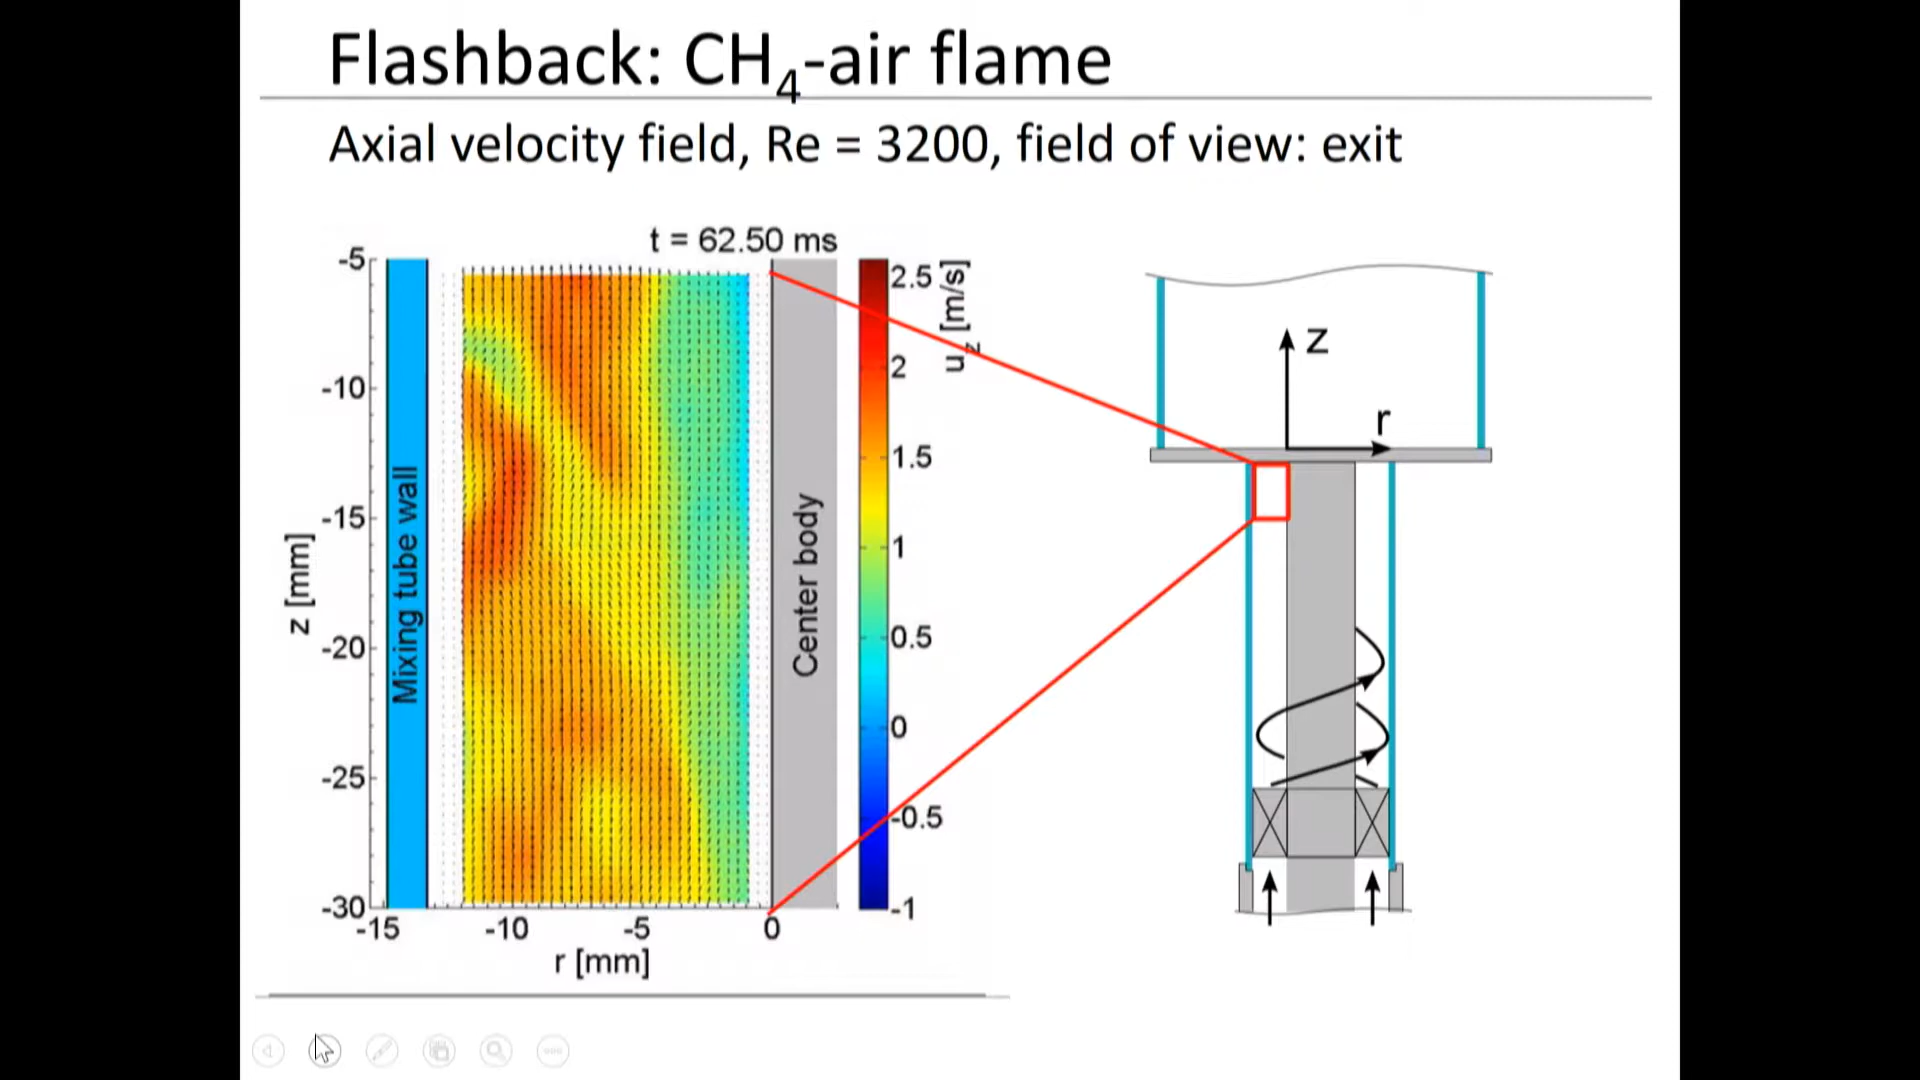 Flashback: CH4-air flame
Axial velocity field, Re = 3200, field of view: exit
t = 62.50 ms
-5
-10
-15
-20
-25
-30
z [mm]
Mixing tube wall
Center body
-15
-10
-5
0
r [mm]
2.5
2
1.5
1
0.5
0
-0.5
-1
uz [m/s]
z
r